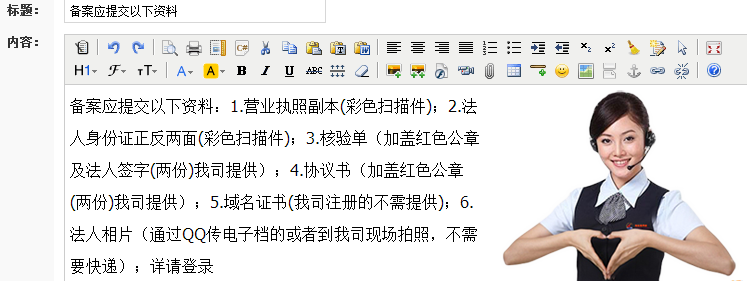 标题：
备案应提交以下资料
内容：
H1
ℱ
тT
A
A
B
I
U
ABC
备案应提交以下资料：1.营业执照副本(彩色扫描件)；2.法
人身份证正反两面(彩色扫描件)；3.核验单（加盖红色公章
及法人签字(两份)我司提供）；4.协议书（加盖红色公章
(两份)我司提供）；5.域名证书(我司注册的不需提供)；6.
法人相片（通过QQ传电子档的或者到我司现场拍照，不需
要快递）；详请登录